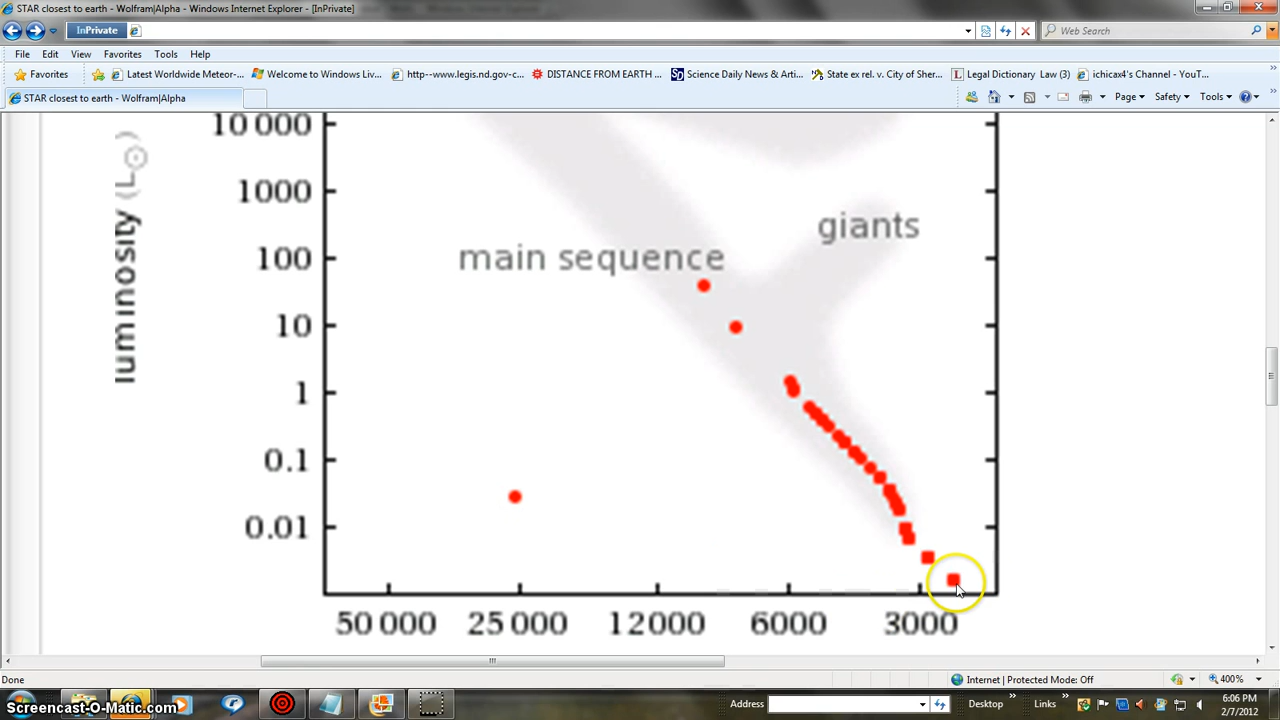 STAR closest to earth - Wolfram|Alpha - Windows Internet Explorer - [InPrivate]
InPrivate
Web Search
File Edit View Favorites Tools Help
Favorites Latest Worldwide Meteor-... Welcome to Windows Liv... http--www.legis.nd.gov-c... DISTANCE FROM EARTH ... Science Daily News & Arti... State ex rel. v. City of Sher... Legal Dictionary Law (3) ichicax4's Channel - YouT...
STAR closest to earth - Wolfram|Alpha
Page Safety Tools
luminosity (L☉)
10 000
1000
giants
100
main sequence
10
1
0.1
0.01
50 000 25 000 12 000 6000 3000
Done
Internet | Protected Mode: Off
400%
Screencast-O-Matic.com
Address
Desktop
Links
6:06 PM
2/7/2012